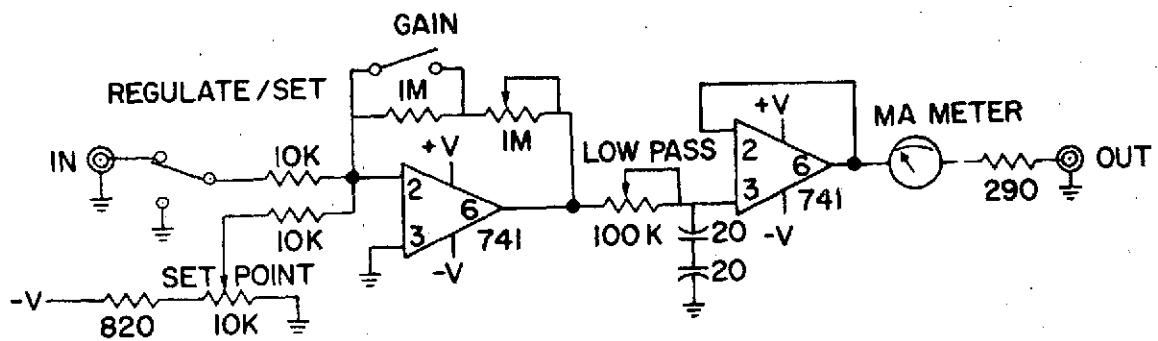 GAIN
REGULATE/SET
1M
1M
+V
LOW PASS
+V
MA METER
IN
10K
2
6
3
741
-V
10K
2
6
3
741
-V
100K
20
20
290
OUT
SET POINT
-V
820
10K